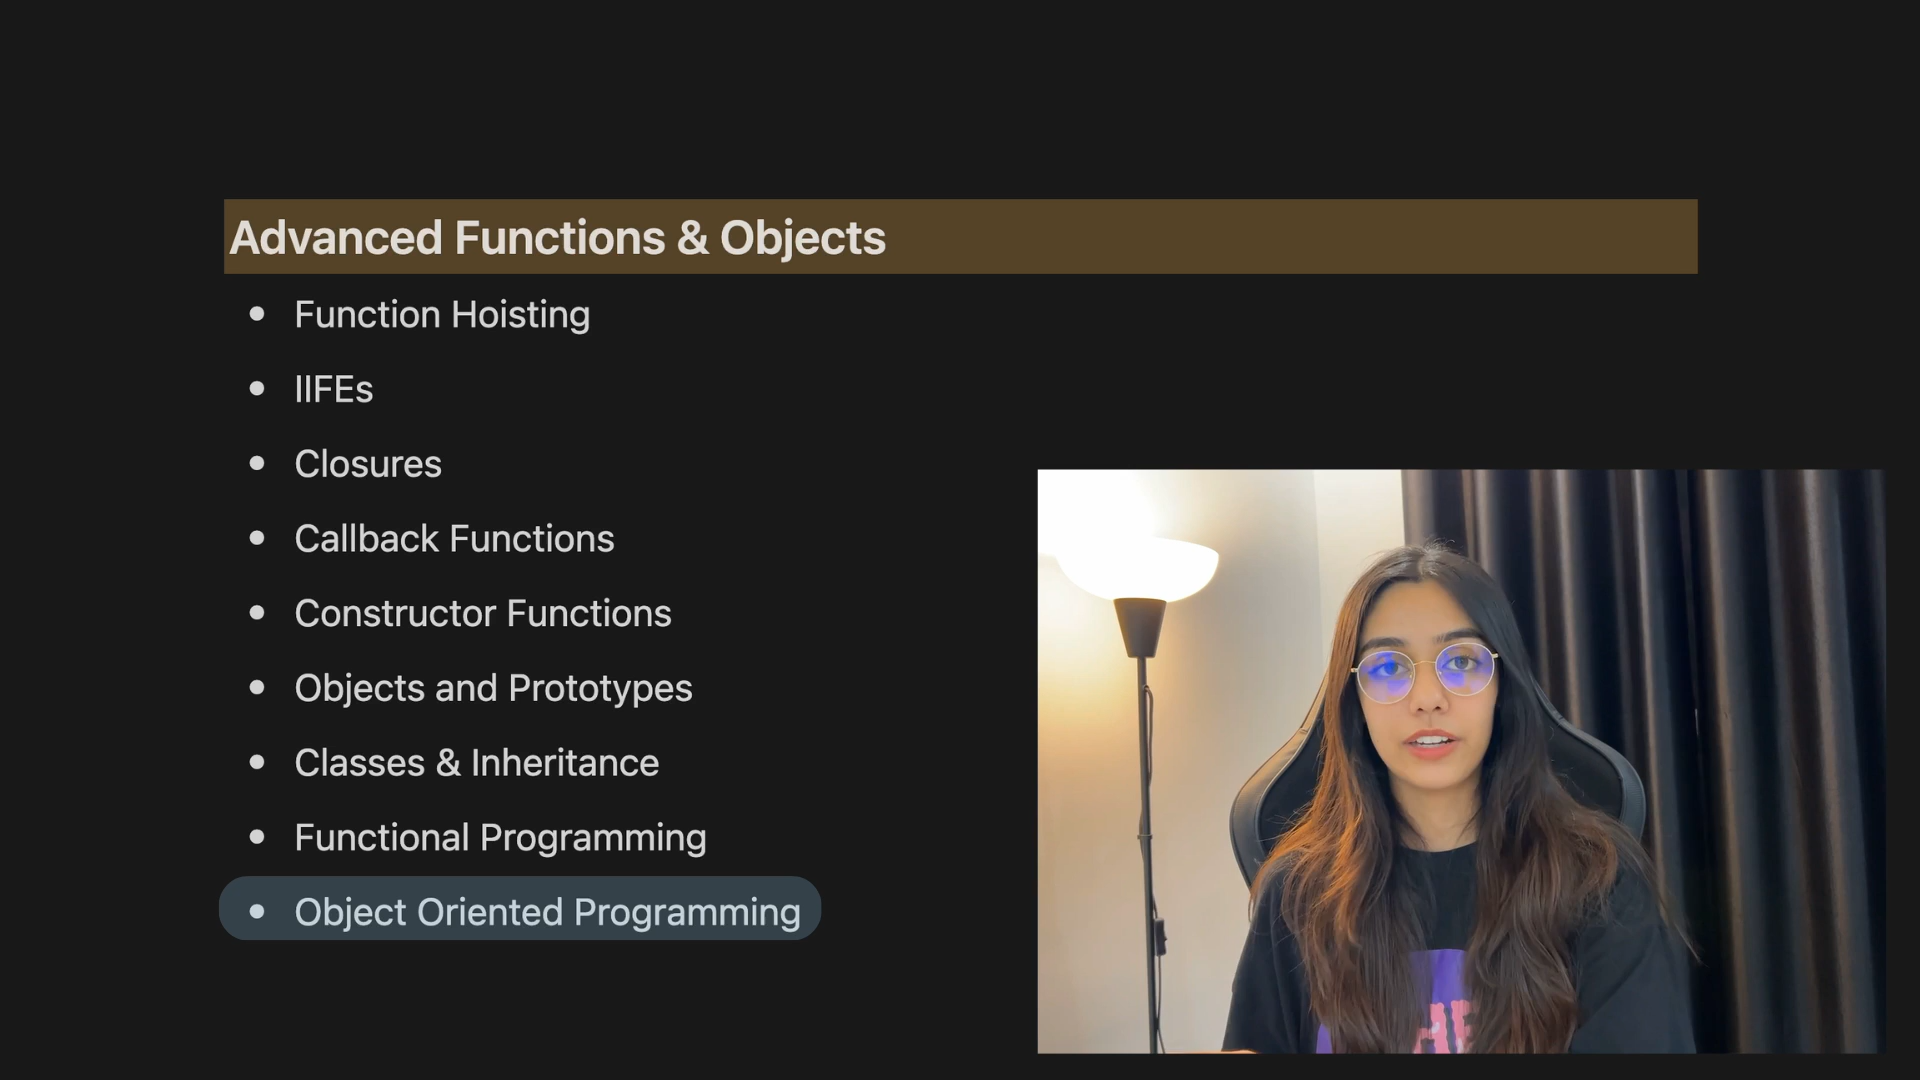 Advanced Functions & Objects
Function Hoisting
IIFEs
Closures
Callback Functions
Constructor Functions
Objects and Prototypes
Classes & Inheritance
Functional Programming
Object Oriented Programming